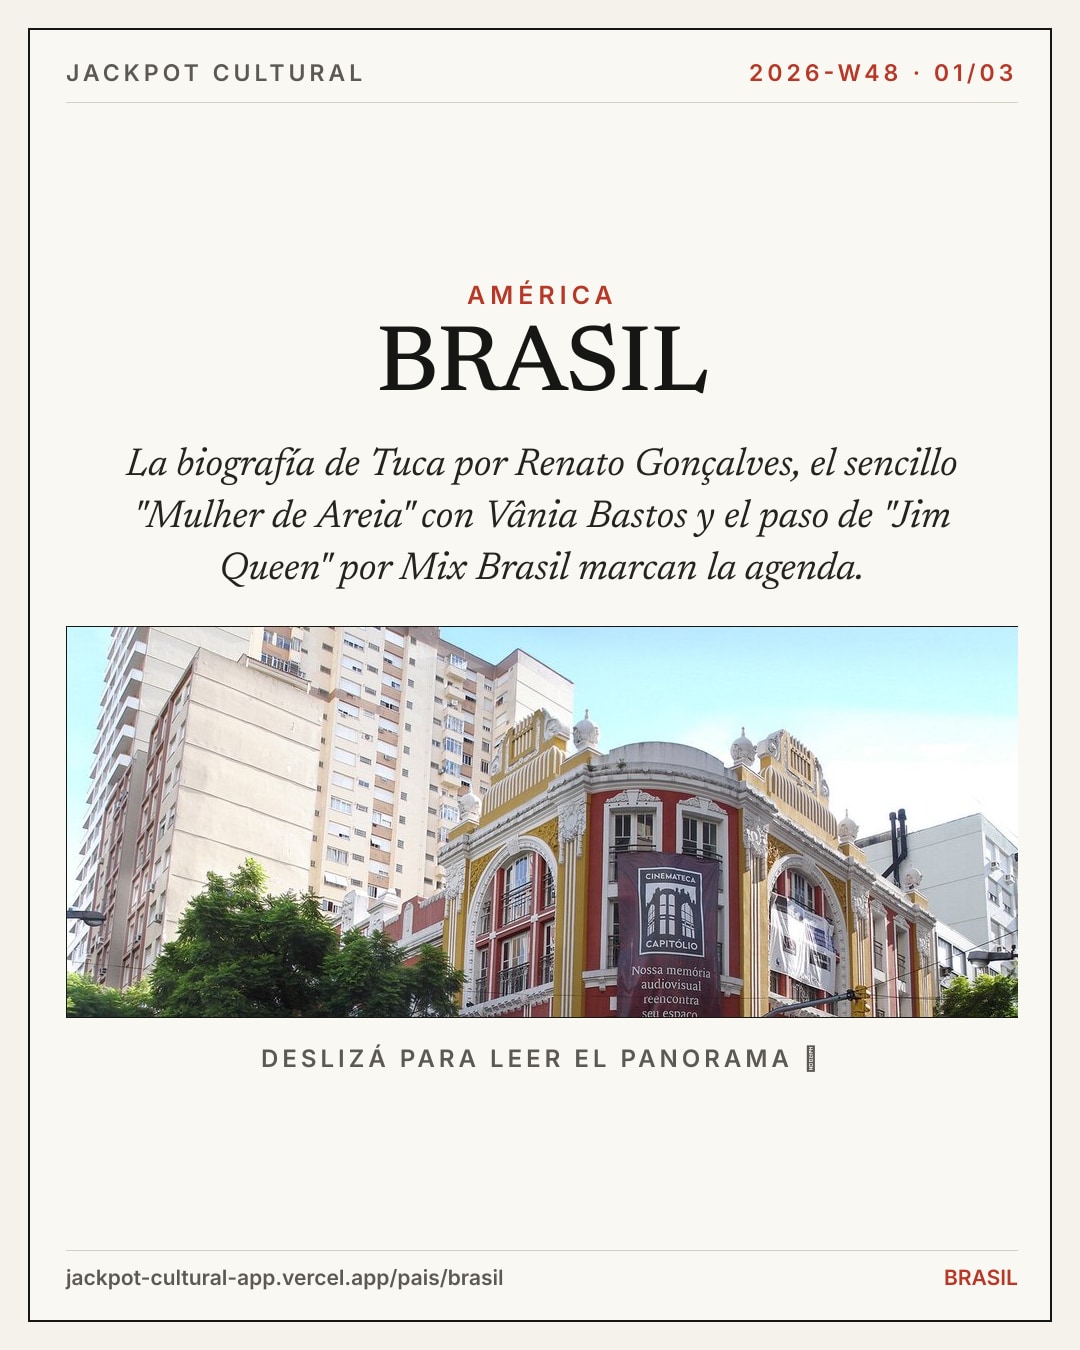 JACKPOT CULTURAL
2026-W48 · 01/03
AMÉRICA
BRASIL
La biografía de Tuca por Renato Gonçalves, el sencillo
"Mulher de Areia" con Vânia Bastos y el paso de "Jim
Queen" por Mix Brasil marcan la agenda.
CINEMATECA
CAPITÓLIO
Nossa memória
audiovisual
reencontra
seu espaço
DESLIZÁ PARA LEER EL PANORAMA
jackpot-cultural-app.vercel.app/pais/brasil
BRASIL